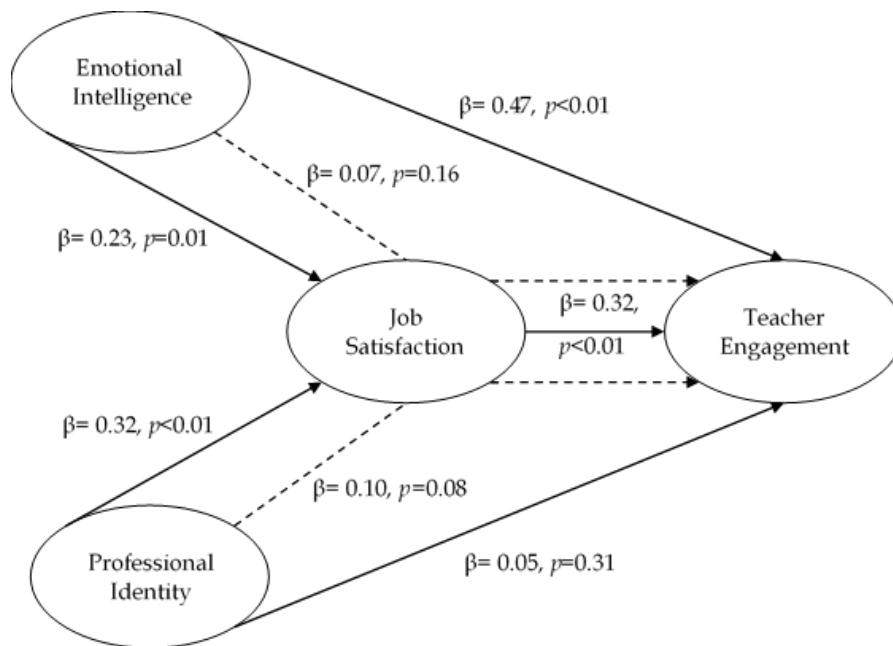 Emotional
Intelligence
β= 0.47, p<0.01
β= 0.07, p=0.16
β= 0.23, p=0.01
Job
Satisfaction
β= 0.32,
p<0.01
Teacher
Engagement
β= 0.32, p<0.01
β= 0.10, p=0.08
Professional
Identity
β= 0.05, p=0.31